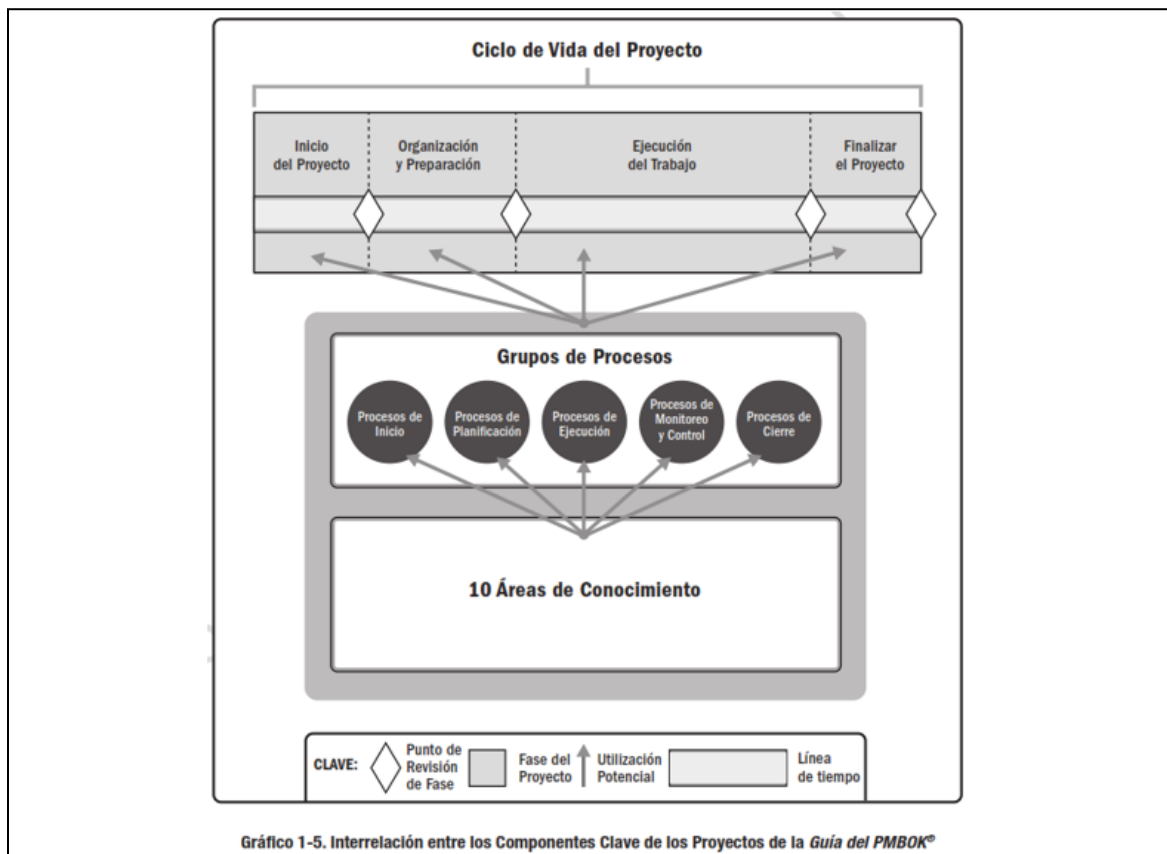 Ciclo de Vida del Proyecto
Inicio
del Proyecto
Organización
y Preparación
Ejecución
del Trabajo
Finalizar
el Proyecto
Grupos de Procesos
Procesos de
Inicio
Procesos de
Planificación
Procesos de
Ejecución
Procesos de
Monitoreo
y Control
Procesos de
Cierre
10 Áreas de Conocimiento
CLAVE:
Punto de
Revisión
de Fase
Fase del
Proyecto
Utilización
Potencial
Línea
de tiempo
Gráfico 1-5. Interrelación entre los Componentes Clave de los Proyectos de la Guía del PMBOK®